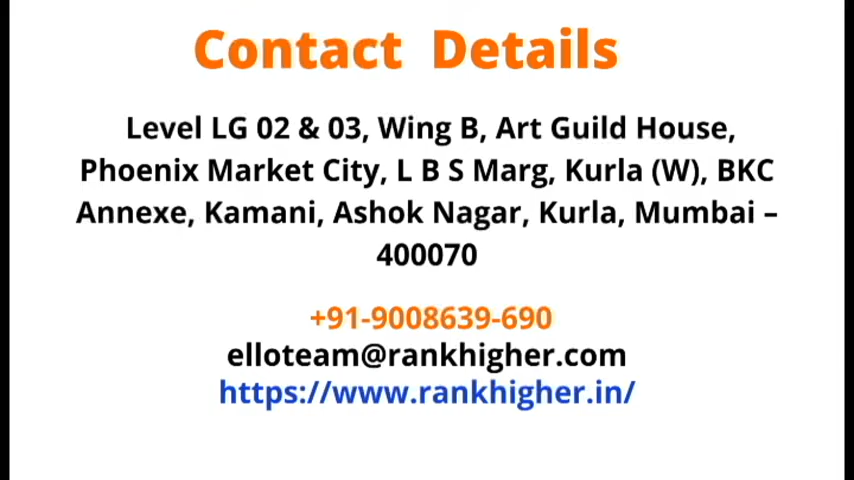 Contact Details
Level LG 02 & 03, Wing B, Art Guild House,
Phoenix Market City, L B S Marg, Kurla (W), BKC
Annexe, Kamani, Ashok Nagar, Kurla, Mumbai –
400070
+91-9008639-690
elloteam@rankhigher.com
https://www.rankhigher.in/